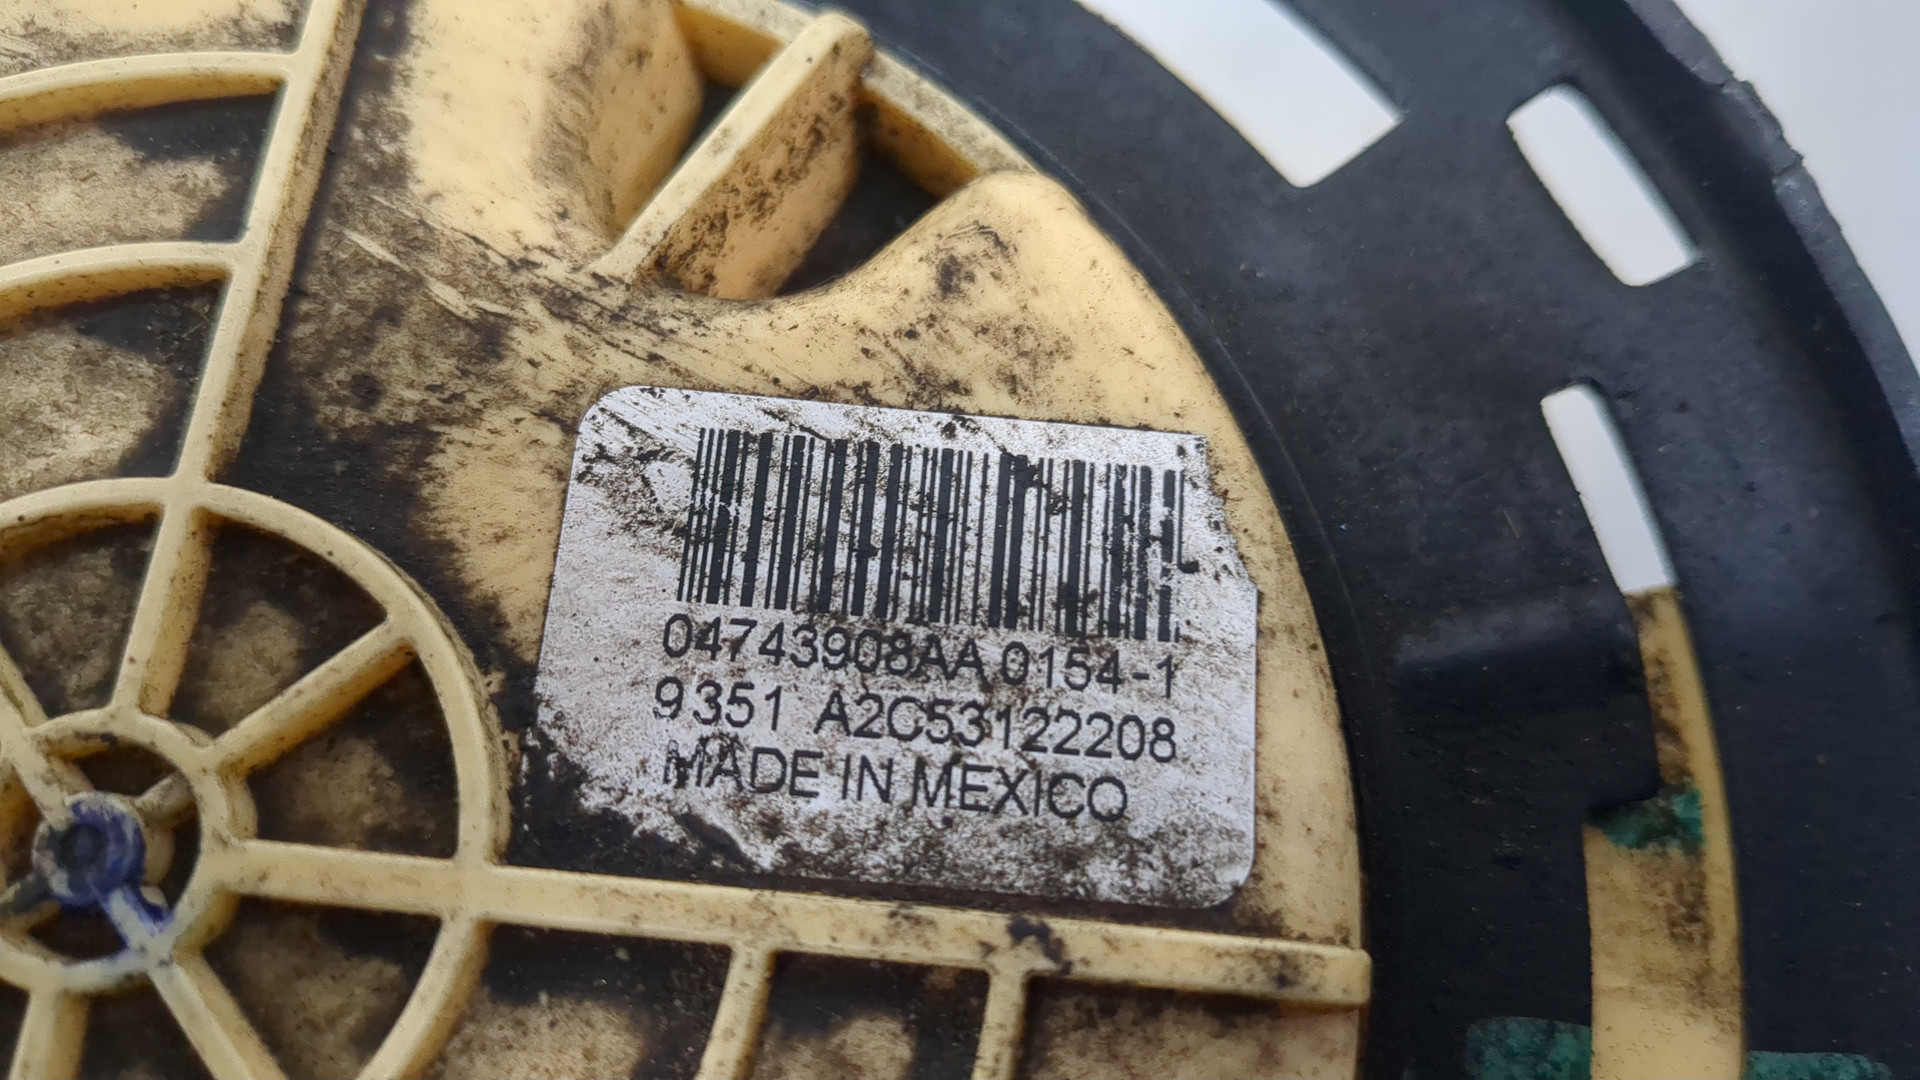 04743908AA 0154-1
9351 A2C53122208
MADE IN MEXICO